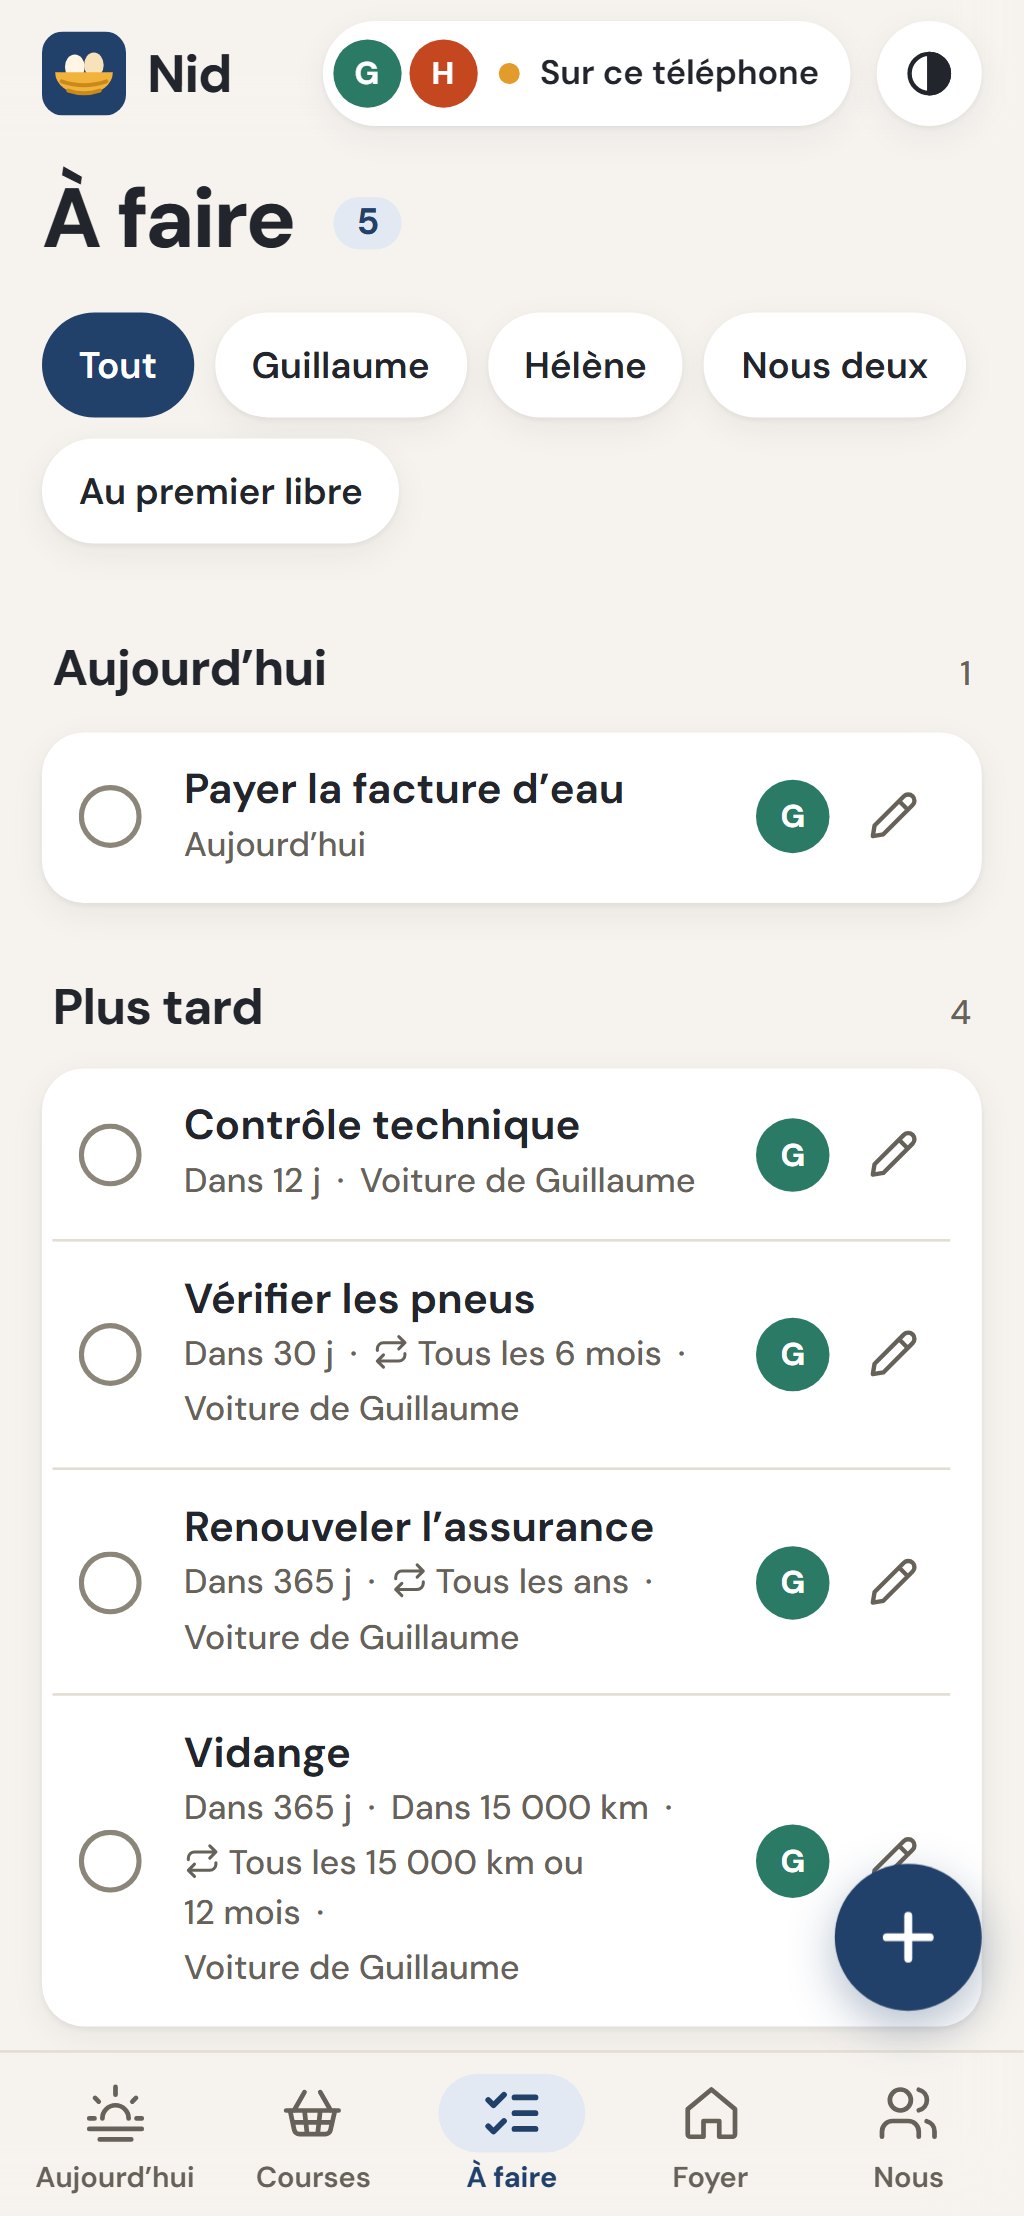 Nid
G H Sur ce téléphone
À faire 5
Tout Guillaume Hélène Nous deux
Au premier libre
Aujourd’hui 1
Payer la facture d’eau
Aujourd’hui
G
Plus tard 4
Contrôle technique
Dans 12 j · Voiture de Guillaume
G
Vérifier les pneus
Dans 30 j · Tous les 6 mois ·
Voiture de Guillaume
G
Renouveler l’assurance
Dans 365 j · Tous les ans ·
Voiture de Guillaume
G
Vidange
Dans 365 j · Dans 15 000 km ·
Tous les 15 000 km ou
12 mois ·
Voiture de Guillaume
G
Aujourd’hui Courses À faire Foyer Nous